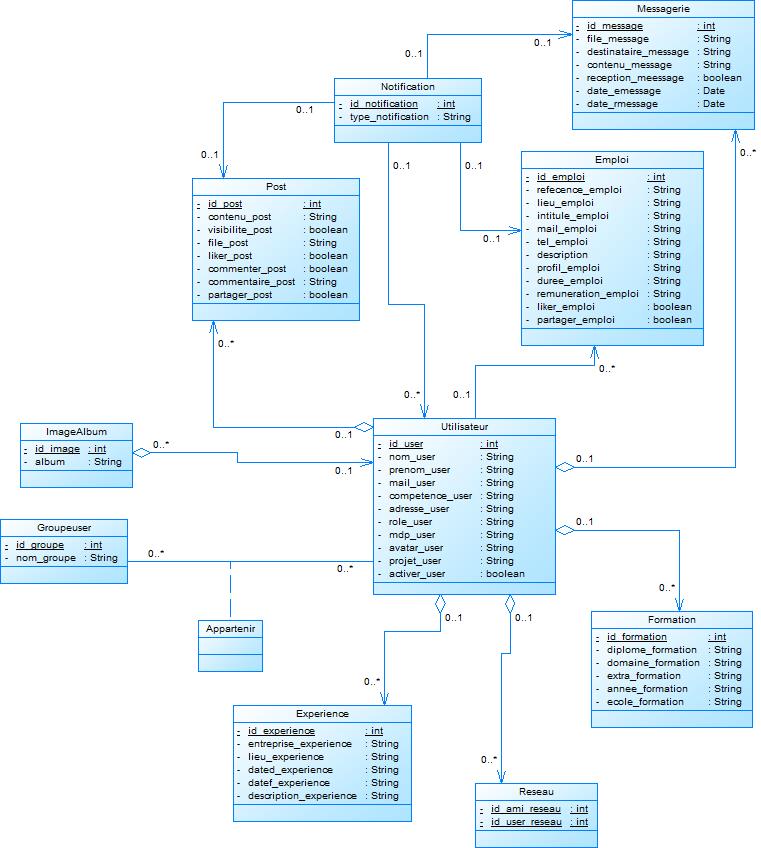 Messagerie
- id_message : int
- file_message : String
- destinataire_message : String
- contenu_message : String
- reception_meessage : boolean
- date_emessage : Date
- date_rmessage : Date
0..1
0..1
Notification
- id_notification : int
- type_notification : String
0..1
0..1
0..1
0..1
0..1
0..*
0..*
Post
- id_post : int
- contenu_post : String
- visibilite_post : boolean
- file_post : String
- liker_post : boolean
- commenter_post : boolean
- commentaire_post : String
- partager_post : boolean
0..*
Emploi
- id_emploi : int
- refecence_emploi : String
- lieu_emploi : String
- intitule_emploi : String
- mail_emploi : String
- tel_emploi : String
- description : String
- profil_emploi : String
- duree_emploi : String
- remuneration_emploi : String
- liker_emploi : boolean
- partager_emploi : boolean
0..*
0..1
0..1
Utilisateur
- id_user : int
- nom_user : String
- prenom_user : String
- mail_user : String
- competence_user : String
- adresse_user : String
- role_user : String
- mdp_user : String
- avatar_user : String
- projet_user : String
- activer_user : boolean
ImageAlbum
- id_image : int
- album : String
0..*
0..1
0..1
Groupeuser
- id_groupe : int
- nom_groupe : String
0..*
0..*
0..1
0..*
Appartenir
Formation
- id_formation : int
- diplome_formation : String
- domaine_formation : String
- extra_formation : String
- annee_formation : String
- ecole_formation : String
0..1
0..1
0..*
Experience
- id_experience : int
- entreprise_experience : String
- lieu_experience : String
- dated_experience : String
- datef_experience : String
- description_experience : String
0..*
Reseau
- id_ami_reseau : int
- id_user_reseau : int